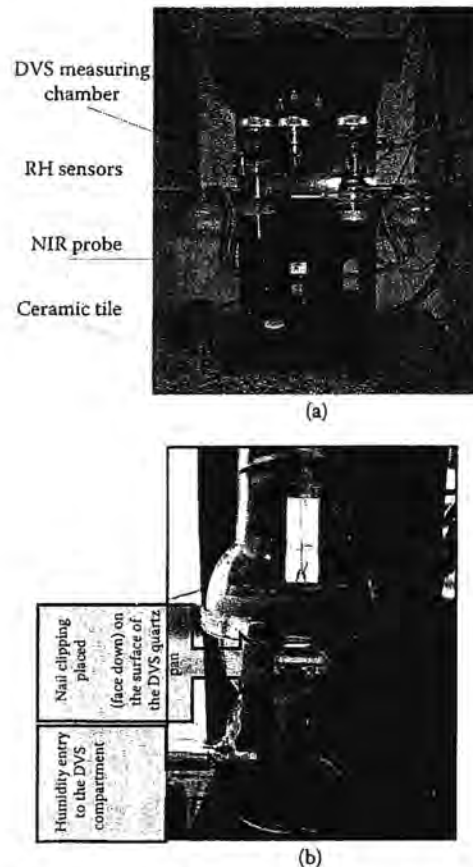 DVS measuring
chamber
RH sensors
NIR probe
Ceramic tile
(a)
Nail clipping
placed
(face down) on
the surface of
the DVS quartz
pan
Humidity entry
to the DVS
compartment
(b)